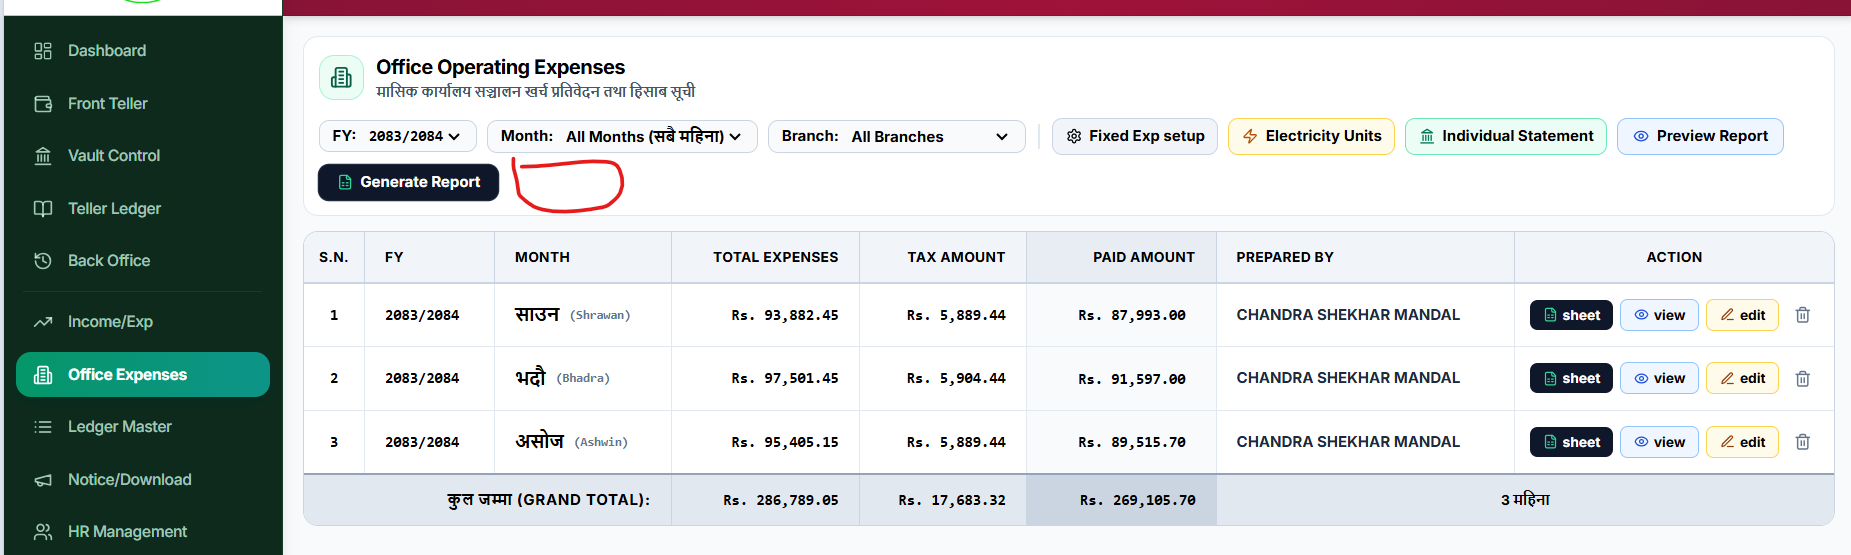 Dashboard
Front Teller
Vault Control
Teller Ledger
Back Office
Income/Exp
Office Expenses
Ledger Master
Notice/Download
HR Management
Office Operating Expenses
मासिक कार्यालय सञ्चालन खर्च प्रतिवेदन तथा हिसाब सूची
FY: 2083/2084 Month: All Months (सबै महिना) Branch: All Branches Fixed Exp setup Electricity Units Individual Statement Preview Report
Generate Report
S.N. FY MONTH TOTAL EXPENSES TAX AMOUNT PAID AMOUNT PREPARED BY ACTION
1 2083/2084 साउन (Shrawan) Rs. 93,882.45 Rs. 5,889.44 Rs. 87,993.00 CHANDRA SHEKHAR MANDAL sheet view edit
2 2083/2084 भदौ (Bhadra) Rs. 97,501.45 Rs. 5,904.44 Rs. 91,597.00 CHANDRA SHEKHAR MANDAL sheet view edit
3 2083/2084 असोज (Ashwin) Rs. 95,405.15 Rs. 5,889.44 Rs. 89,515.70 CHANDRA SHEKHAR MANDAL sheet view edit
कुल जम्मा (GRAND TOTAL): Rs. 286,789.05 Rs. 17,683.32 Rs. 269,105.70 3 महिना